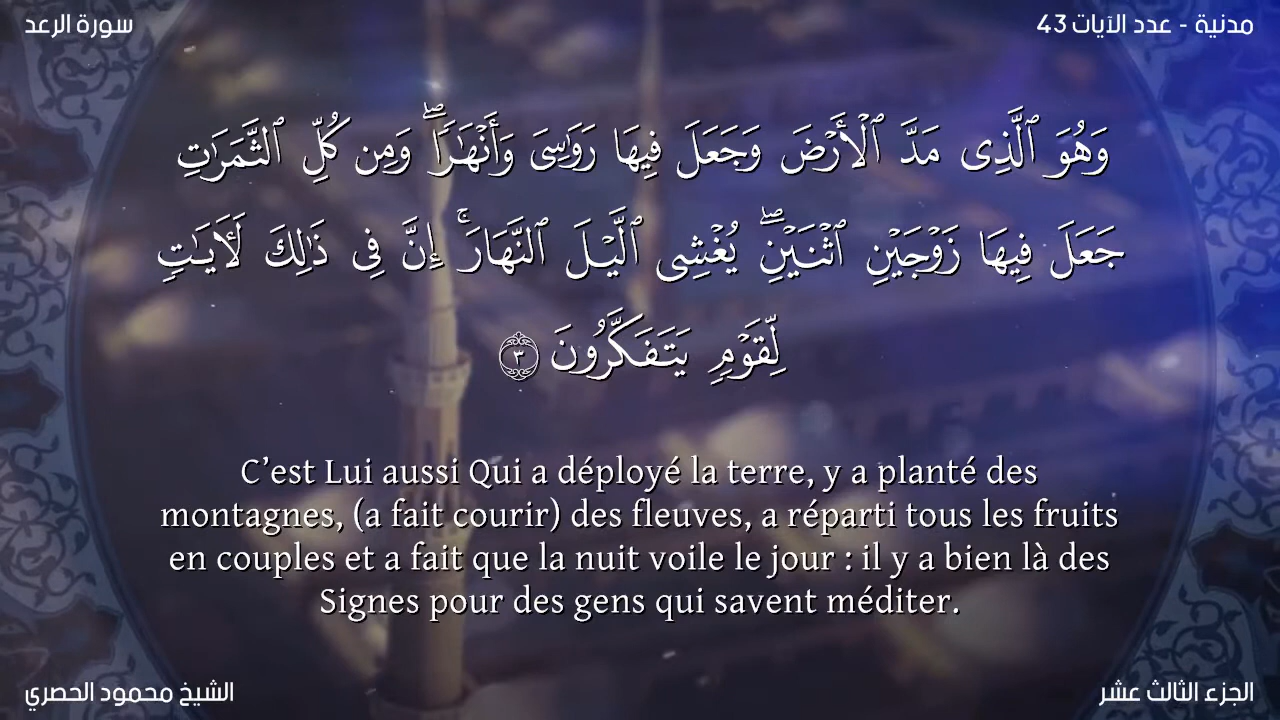 سورة الرعد
مدنية - عدد الآيات 43
وَهُوَ ٱلَّذِى مَدَّ ٱلْأَرْضَ وَجَعَلَ فِيهَا رَوَٰسِىَ وَأَنْهَٰرًا ۖ وَمِن كُلِّ ٱلثَّمَرَٰتِ
جَعَلَ فِيهَا زَوْجَيْنِ ٱثْنَيْنِ ۖ يُغْشِى ٱلَّيْلَ ٱلنَّهَارَ ۚ إِنَّ فِى ذَٰلِكَ لَـَٔايَٰتٍ
لِّقَوْمٍ يَتَفَكَّرُونَ ٣
C’est Lui aussi Qui a déployé la terre, y a planté des
montagnes, (a fait courir) des fleuves, a réparti tous les fruits
en couples et a fait que la nuit voile le jour : il y a bien là des
Signes pour des gens qui savent méditer.
الشيخ محمود الحصري
الجزء الثالث عشر